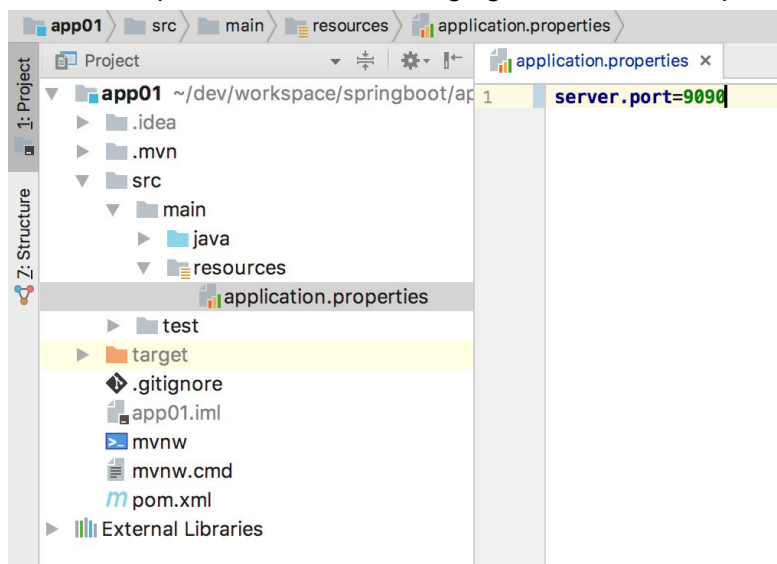 app01 src main resources application.properties
1: Project
Z: Structure
Project
app01 ~/dev/workspace/springboot/ap
.idea
.mvn
src
main
java
resources
application.properties
test
target
.gitignore
app01.iml
mvnw
mvnw.cmd
pom.xml
External Libraries
application.properties ×
1 server.port=9090